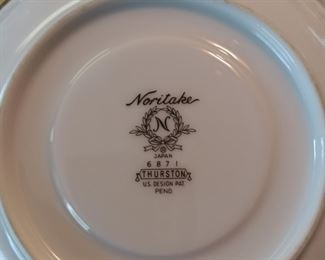 Noritake
N
®
JAPAN
6871
THURSTON
U.S. DESIGN PAT.
PEND